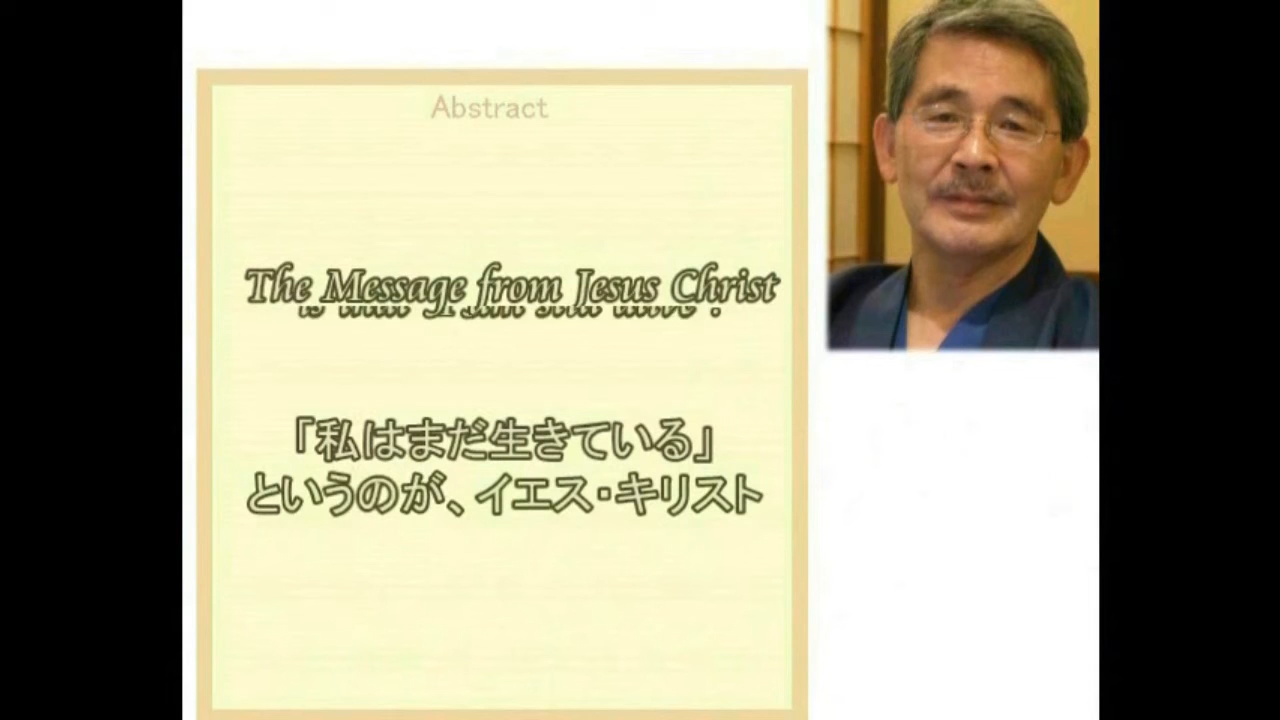 Abstract
The Message from Jesus Christ
「私はまだ生きている」
というのが、イエス・キリスト